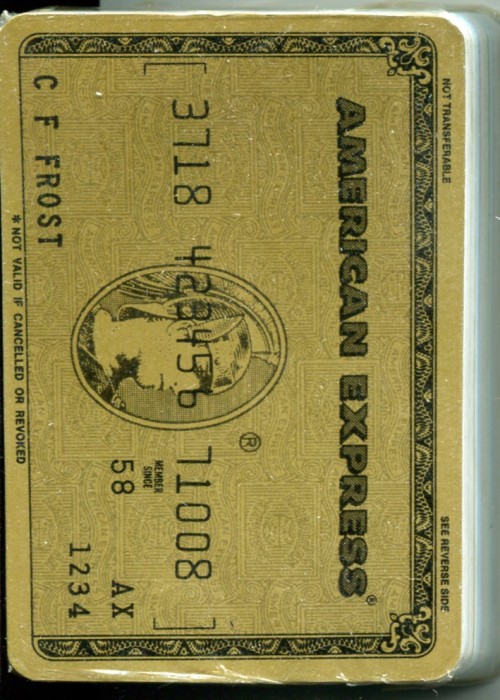 NOT TRANSFERABLE
SEE REVERSE SIDE
AMERICAN EXPRESS®
3718 423456 71008
®
MEMBER
SINCE
58
AX
1234
C F FROST
* NOT VALID IF CANCELLED OR REVOKED